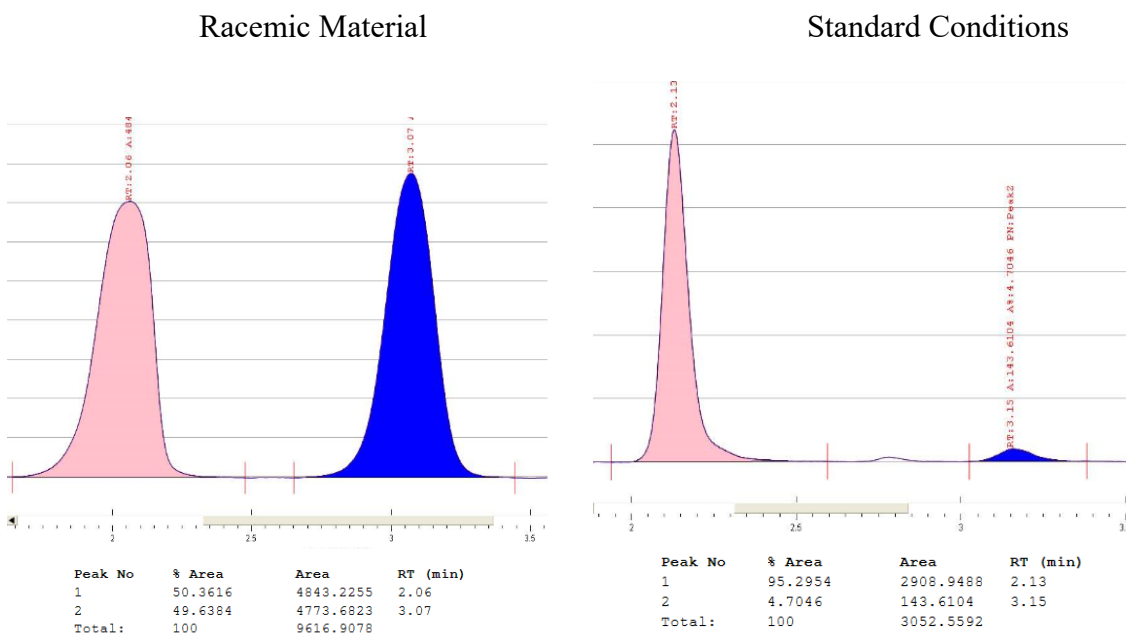 Racemic Material
Standard Conditions
RT:2.06 A:484
RT:3.07
RT:2.13
RT:3.15 A:143.6104 A%:4.7046 PN:Peak2
2
2.5
3
3.5
2
2.5
3
Peak No % Area Area RT (min)
1 50.3616 4843.2255 2.06
2 49.6384 4773.6823 3.07
Total: 100 9616.9078
Peak No % Area Area RT (min)
1 95.2954 2908.9488 2.13
2 4.7046 143.6104 3.15
Total: 100 3052.5592